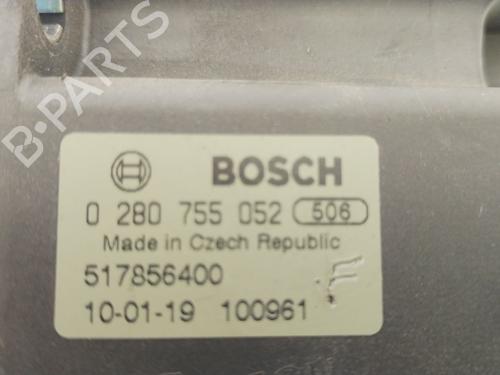 B-PARTS
BOSCH
0 280 755 052 506
Made in Czech Republic
517856400
10-01-19 100961